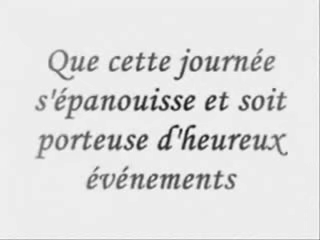 Que cette journée
s'épanouisse et soit
porteuse d'heureux
événements